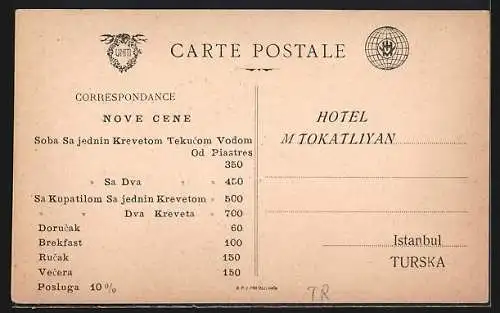 CARTE POSTALE
CORRESPONDANCE
NOVE CENE
Soba Sa jednin Krevetom Tekućom Vodom
Od Piastres
350
" Sa Dva " " 450
Sa Kupatilom Sa jednin Krevetom " 500
" " Dva Kreveta " 700
Doručak 60
Brekfast 100
Ručak 150
Večera 150
Posluga 10 %
HOTEL
M TOKATLIYAN
Istanbul
TURSKA
TR